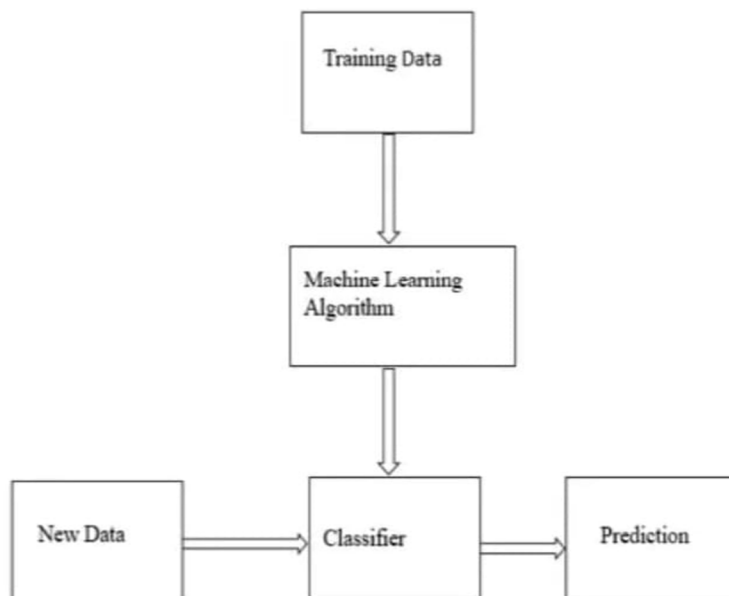 Training Data
Machine Learning
Algorithm
New Data
Classifier
Prediction